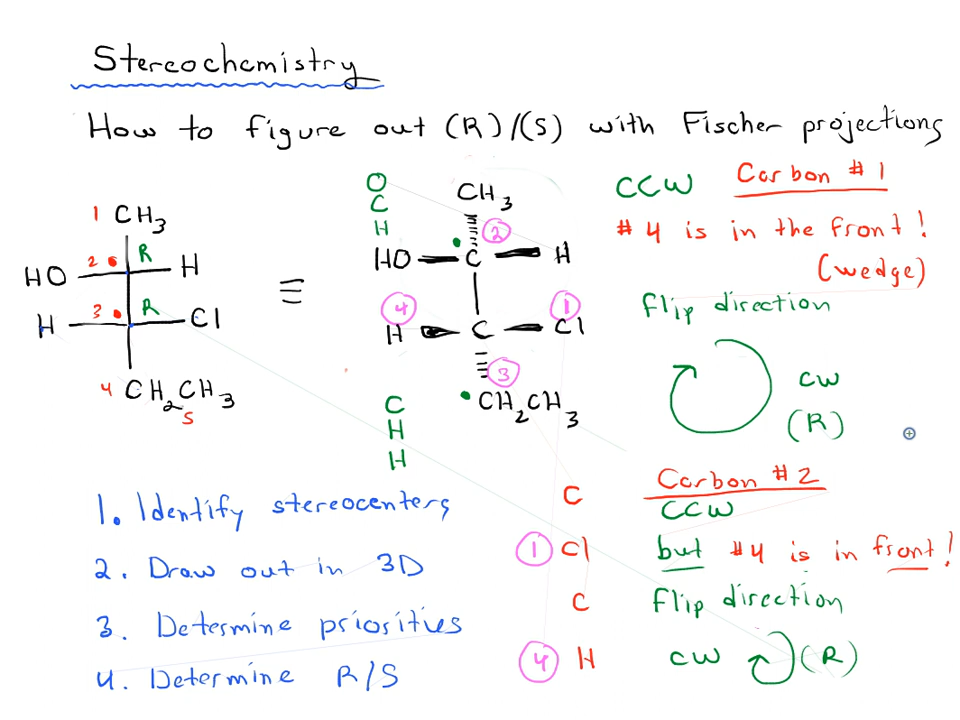 Stereochemistry
How to figure out (R)/(S) with Fischer projections
1 CH3
HO 2 R H
H 3 R Cl
4 CH2CH3
5
≡
O
C
H
CH3
2
HO C H
4 1
H C Cl
3
CH2CH3
C
H
H
CCW Carbon #1
#4 is in the front!
(wedge)
flip direction
CW
(R)
1. Identify stereocenters
2. Draw out in 3D
3. Determine priorities
4. Determine R/S
C
1 Cl
C
4 H
Carbon #2
CCW
but #4 is in front!
flip direction
CW (R)